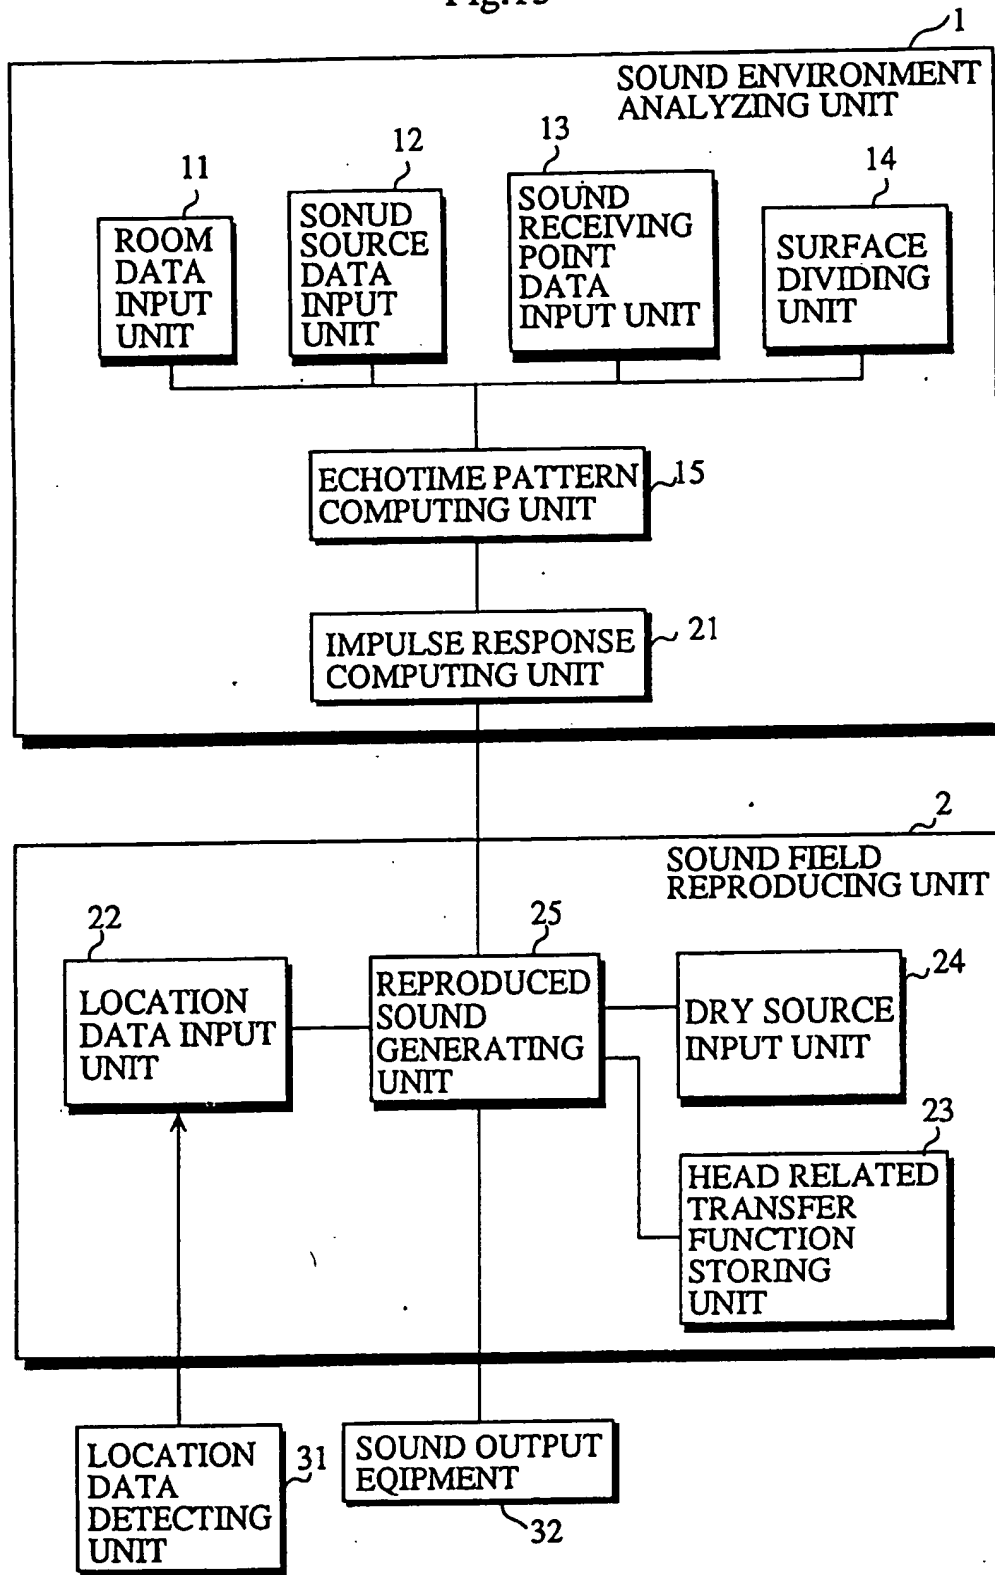 1
SOUND ENVIRONMENT
ANALYZING UNIT
11
ROOM
DATA
INPUT
UNIT
12
SONUD
SOURCE
DATA
INPUT
UNIT
13
SOUND
RECEIVING
POINT
DATA
INPUT UNIT
14
SURFACE
DIVIDING
UNIT
ECHOTIME PATTERN
COMPUTING UNIT
15
IMPULSE RESPONSE
COMPUTING UNIT
21
2
SOUND FIELD
REPRODUCING UNIT
22
LOCATION
DATA INPUT
UNIT
25
REPRODUCED
SOUND
GENERATING
UNIT
24
DRY SOURCE
INPUT UNIT
23
HEAD RELATED
TRANSFER
FUNCTION
STORING
UNIT
LOCATION
DATA
DETECTING
UNIT
31
SOUND OUTPUT
EQIPMENT
32